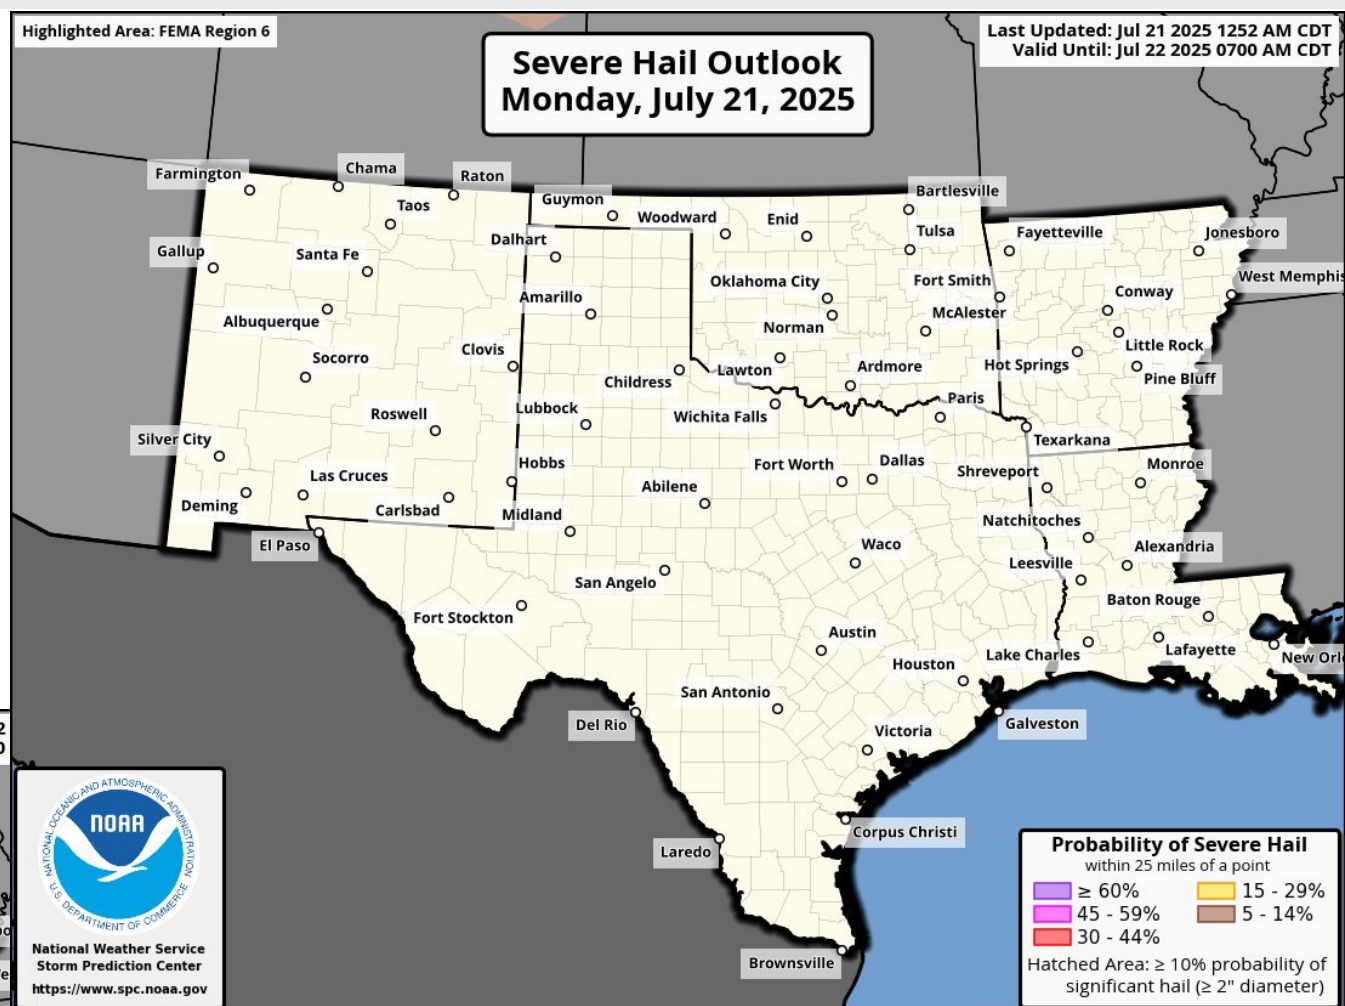 Highlighted Area: FEMA Region 6
Severe Hail Outlook
Monday, July 21, 2025
Last Updated: Jul 21 2025 1252 AM CDT
Valid Until: Jul 22 2025 0700 AM CDT
Farmington
Chama
Raton
Taos
Guymon
Woodward
Enid
Bartlesville
Tulsa
Fayetteville
Jonesboro
Gallup
Santa Fe
Dalhart
Oklahoma City
Fort Smith
West Memphis
Albuquerque
Amarillo
Norman
McAlester
Conway
Little Rock
Socorro
Clovis
Childress
Lawton
Ardmore
Hot Springs
Pine Bluff
Roswell
Lubbock
Wichita Falls
Paris
Texarkana
Silver City
Las Cruces
Hobbs
Abilene
Fort Worth
Dallas
Shreveport
Monroe
Deming
Carlsbad
Midland
Natchitoches
El Paso
San Angelo
Waco
Leesville
Alexandria
Fort Stockton
Austin
Baton Rouge
Houston
Lake Charles
Lafayette
New Orl
Del Rio
San Antonio
Victoria
Galveston
Laredo
Corpus Christi
Brownsville
2
0
NATIONAL OCEANIC AND ATMOSPHERIC ADMINISTRATION
NOAA
U.S. DEPARTMENT OF COMMERCE
National Weather Service
Storm Prediction Center
https://www.spc.noaa.gov
Probability of Severe Hail
within 25 miles of a point
≥ 60%
15 - 29%
45 - 59%
5 - 14%
30 - 44%
Hatched Area: ≥ 10% probability of
significant hail (≥ 2" diameter)